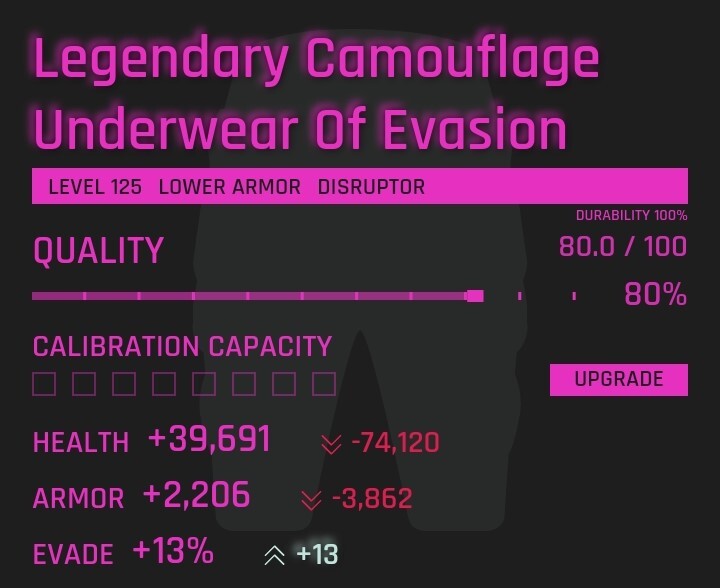 Legendary Camouflage
Underwear Of Evasion
LEVEL 125 LOWER ARMOR DISRUPTOR
DURABILITY 100%
QUALITY 80.0 / 100
80%
CALIBRATION CAPACITY
UPGRADE
HEALTH +39,691 -74,120
ARMOR +2,206 -3,862
EVADE +13% +13